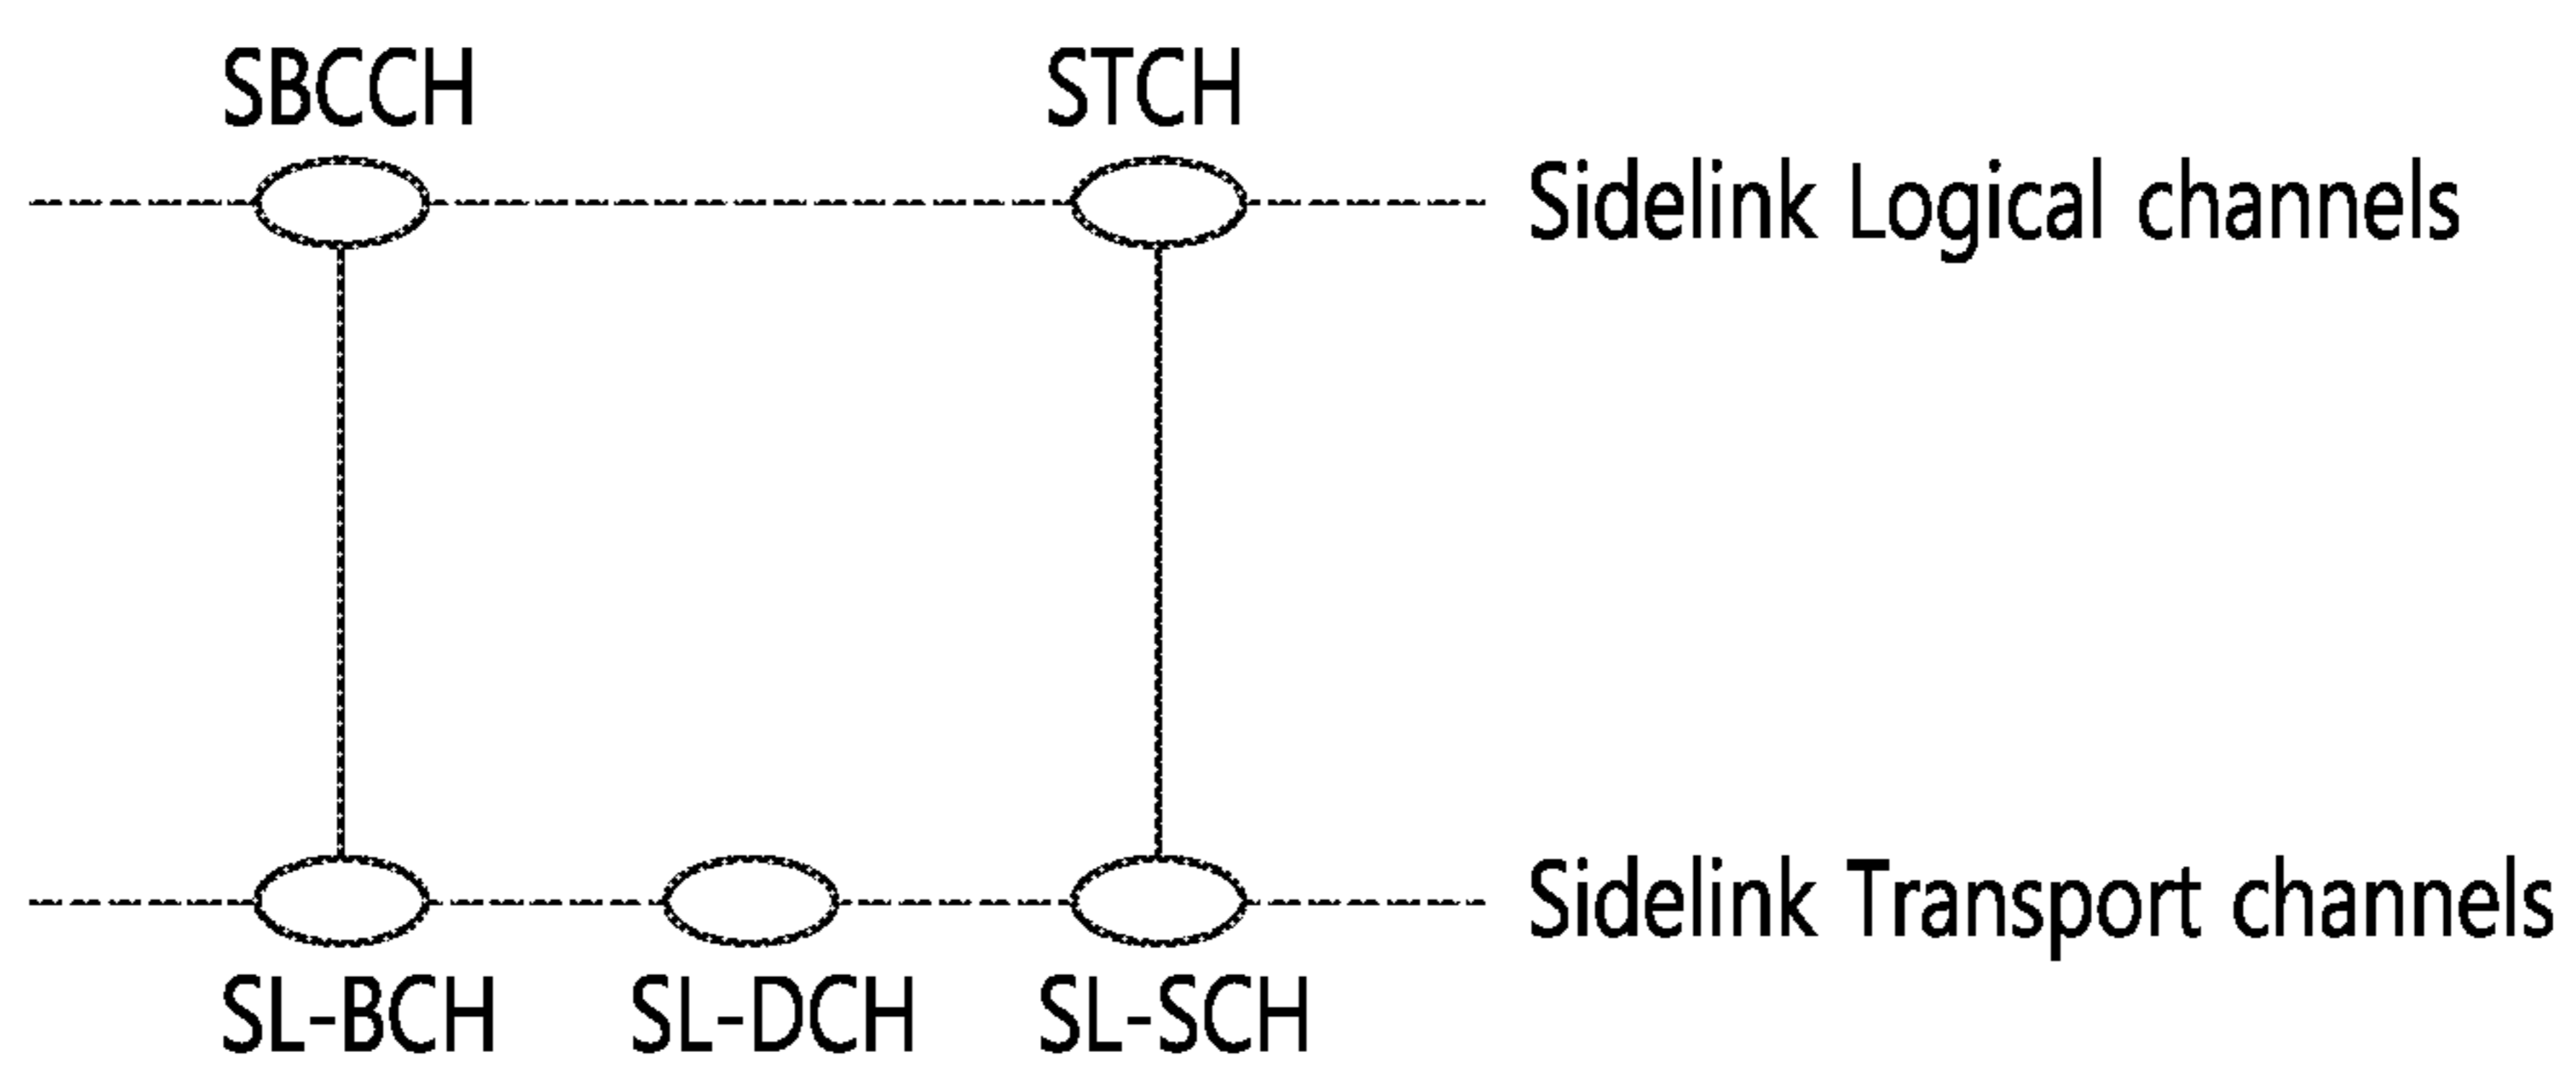 SBCCH STCH
Sidelink Logical channels
Sidelink Transport channels
SL-BCH SL-DCH SL-SCH